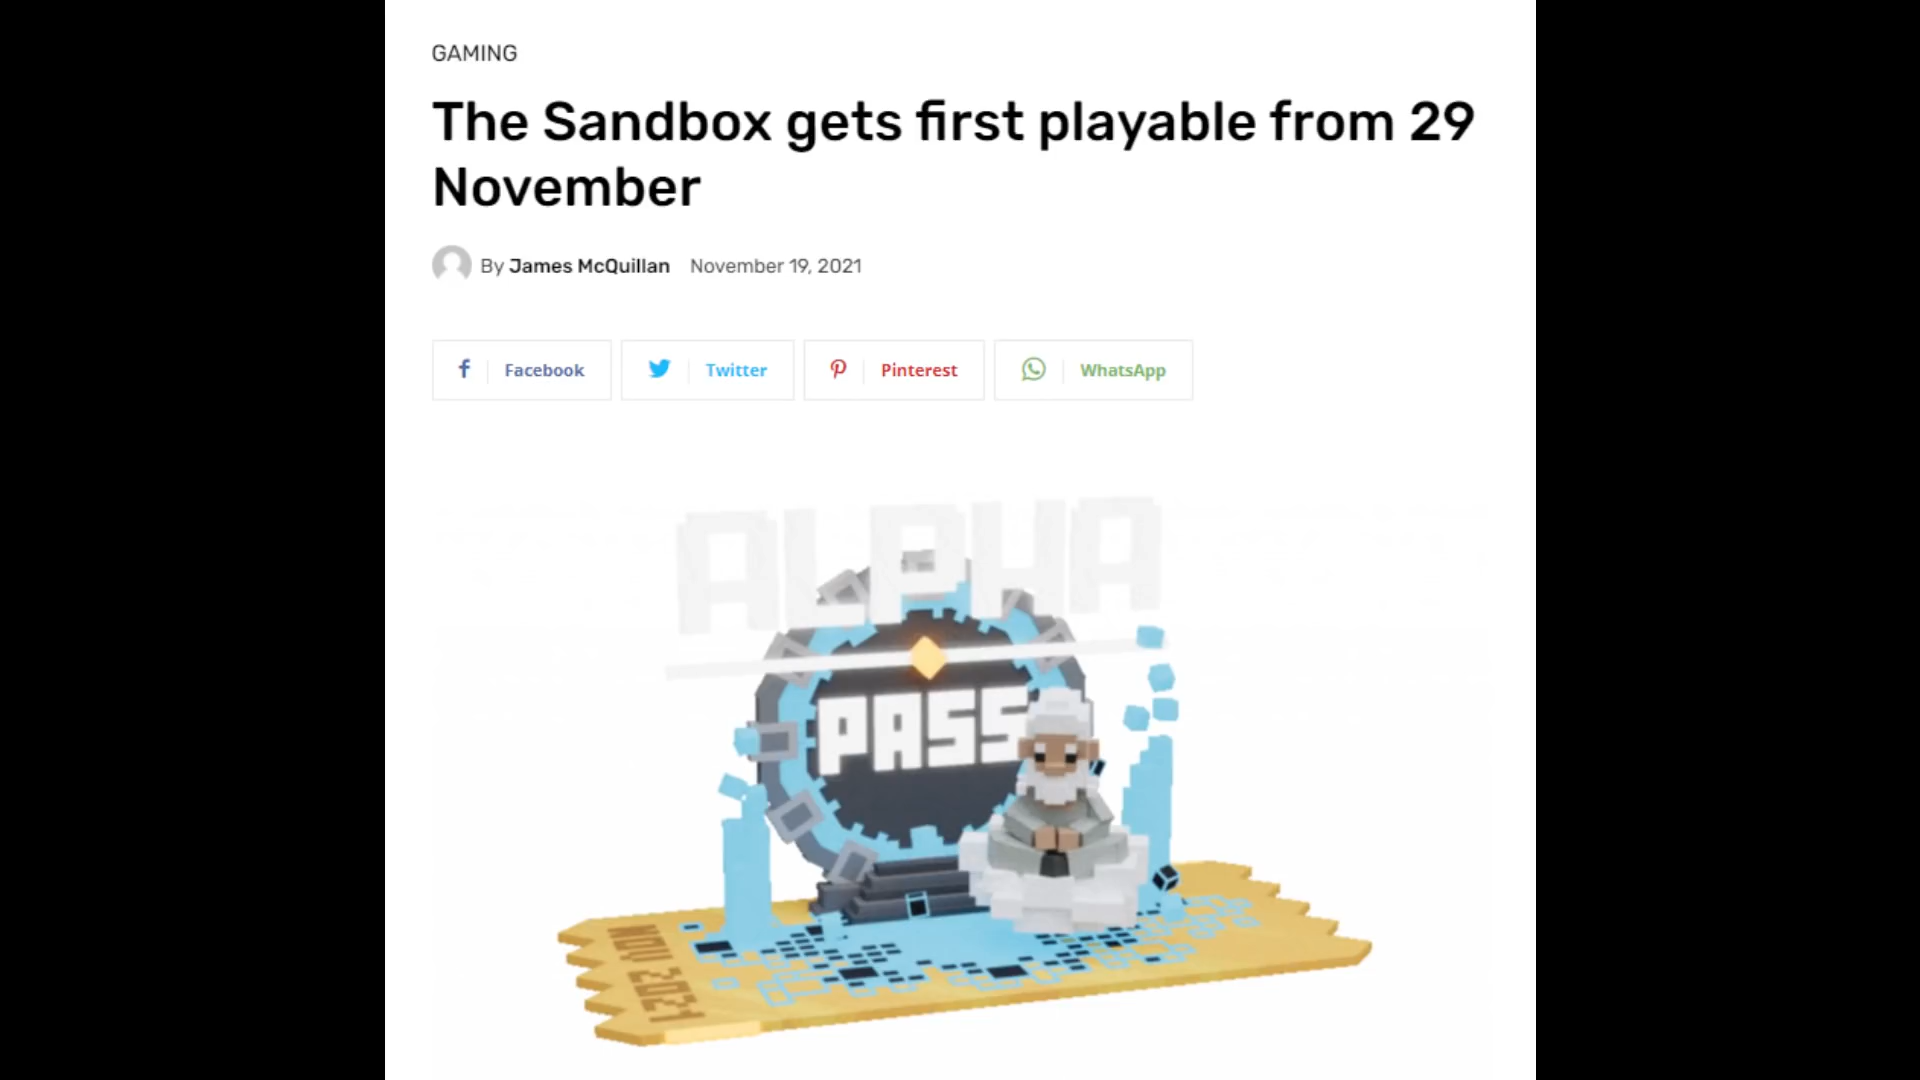 GAMING
The Sandbox gets first playable from 29
November
By James McQuillan November 19, 2021
Facebook Twitter Pinterest WhatsApp
ALPHA
PASS
NOV 2021